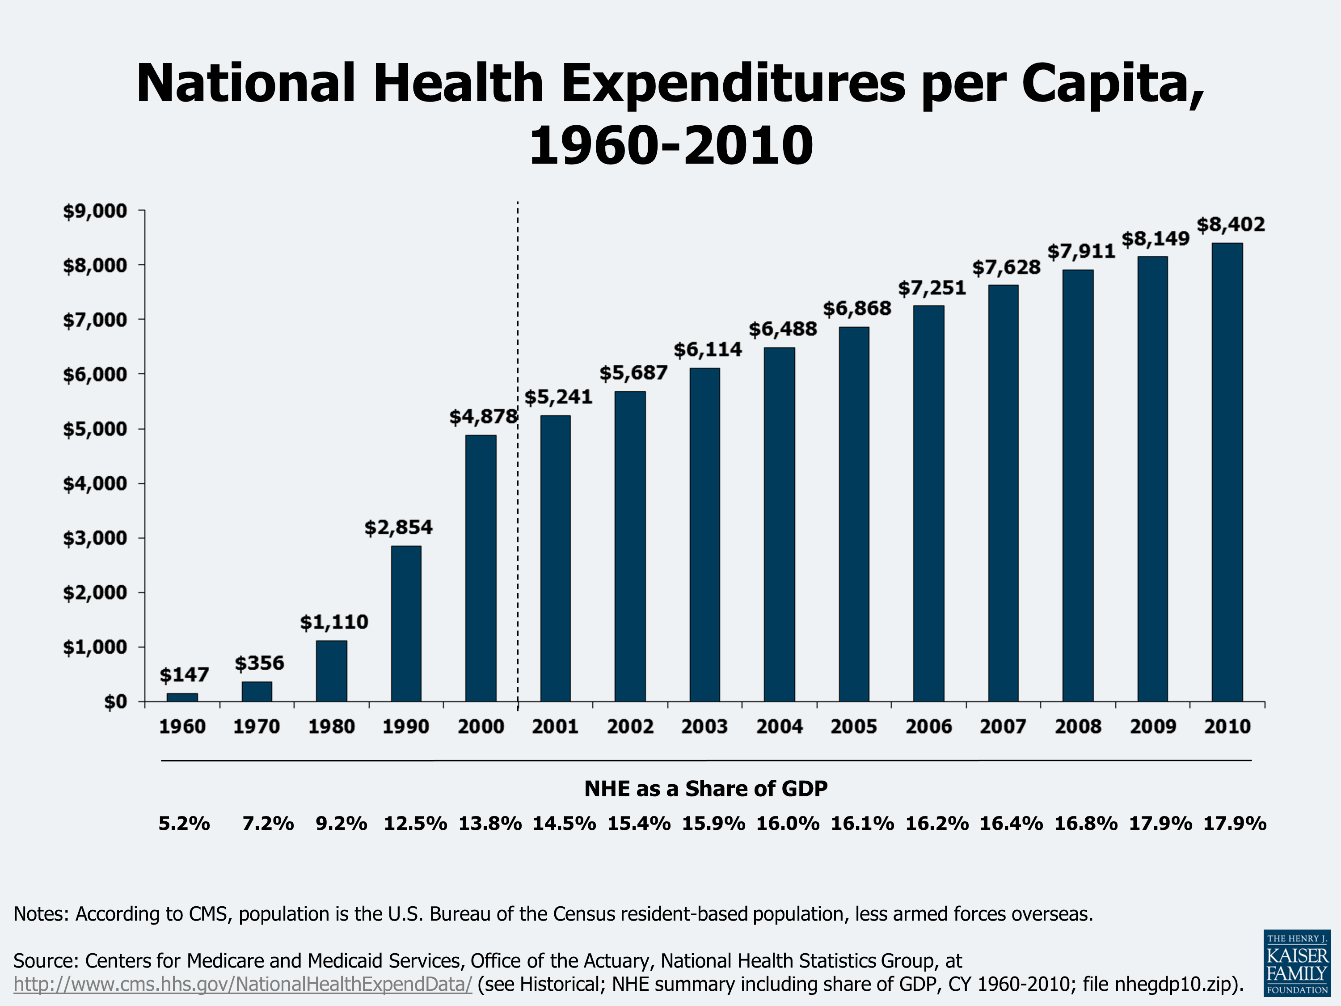 National Health Expenditures per Capita,
1960-2010
$9,000
$8,000
$7,000
$6,000
$5,000
$4,000
$3,000
$2,000
$1,000
$0
$147
$356
$1,110
$2,854
$4,878
$5,241
$5,687
$6,114
$6,488
$6,868
$7,251
$7,628
$7,911
$8,149
$8,402
1960 1970 1980 1990 2000 2001 2002 2003 2004 2005 2006 2007 2008 2009 2010
NHE as a Share of GDP
5.2% 7.2% 9.2% 12.5% 13.8% 14.5% 15.4% 15.9% 16.0% 16.1% 16.2% 16.4% 16.8% 17.9% 17.9%
Notes: According to CMS, population is the U.S. Bureau of the Census resident-based population, less armed forces overseas.
Source: Centers for Medicare and Medicaid Services, Office of the Actuary, National Health Statistics Group, at
http://www.cms.hhs.gov/NationalHealthExpendData/ (see Historical; NHE summary including share of GDP, CY 1960-2010; file nhegdp10.zip).
THE HENRY J.
KAISER
FAMILY
FOUNDATION